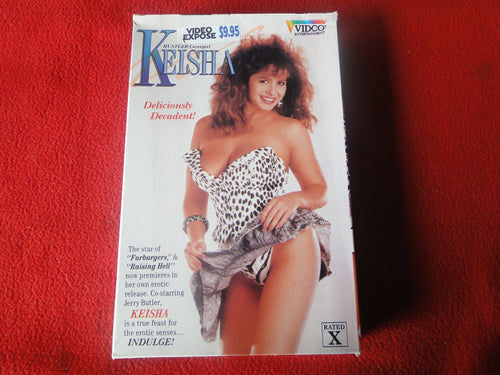 VIDEO
EXPOSE $9.95
VIDCO
ENTERTAINMENT
HUSTLER Covergirl
KEISHA
Deliciously
Decadent!
The star of
"Furburgers," &
"Raising Hell"
now premieres in
her own erotic
release. Co-starring
Jerry Butler,
KEISHA
is a true feast for
the erotic senses...
INDULGE!
RATED
X